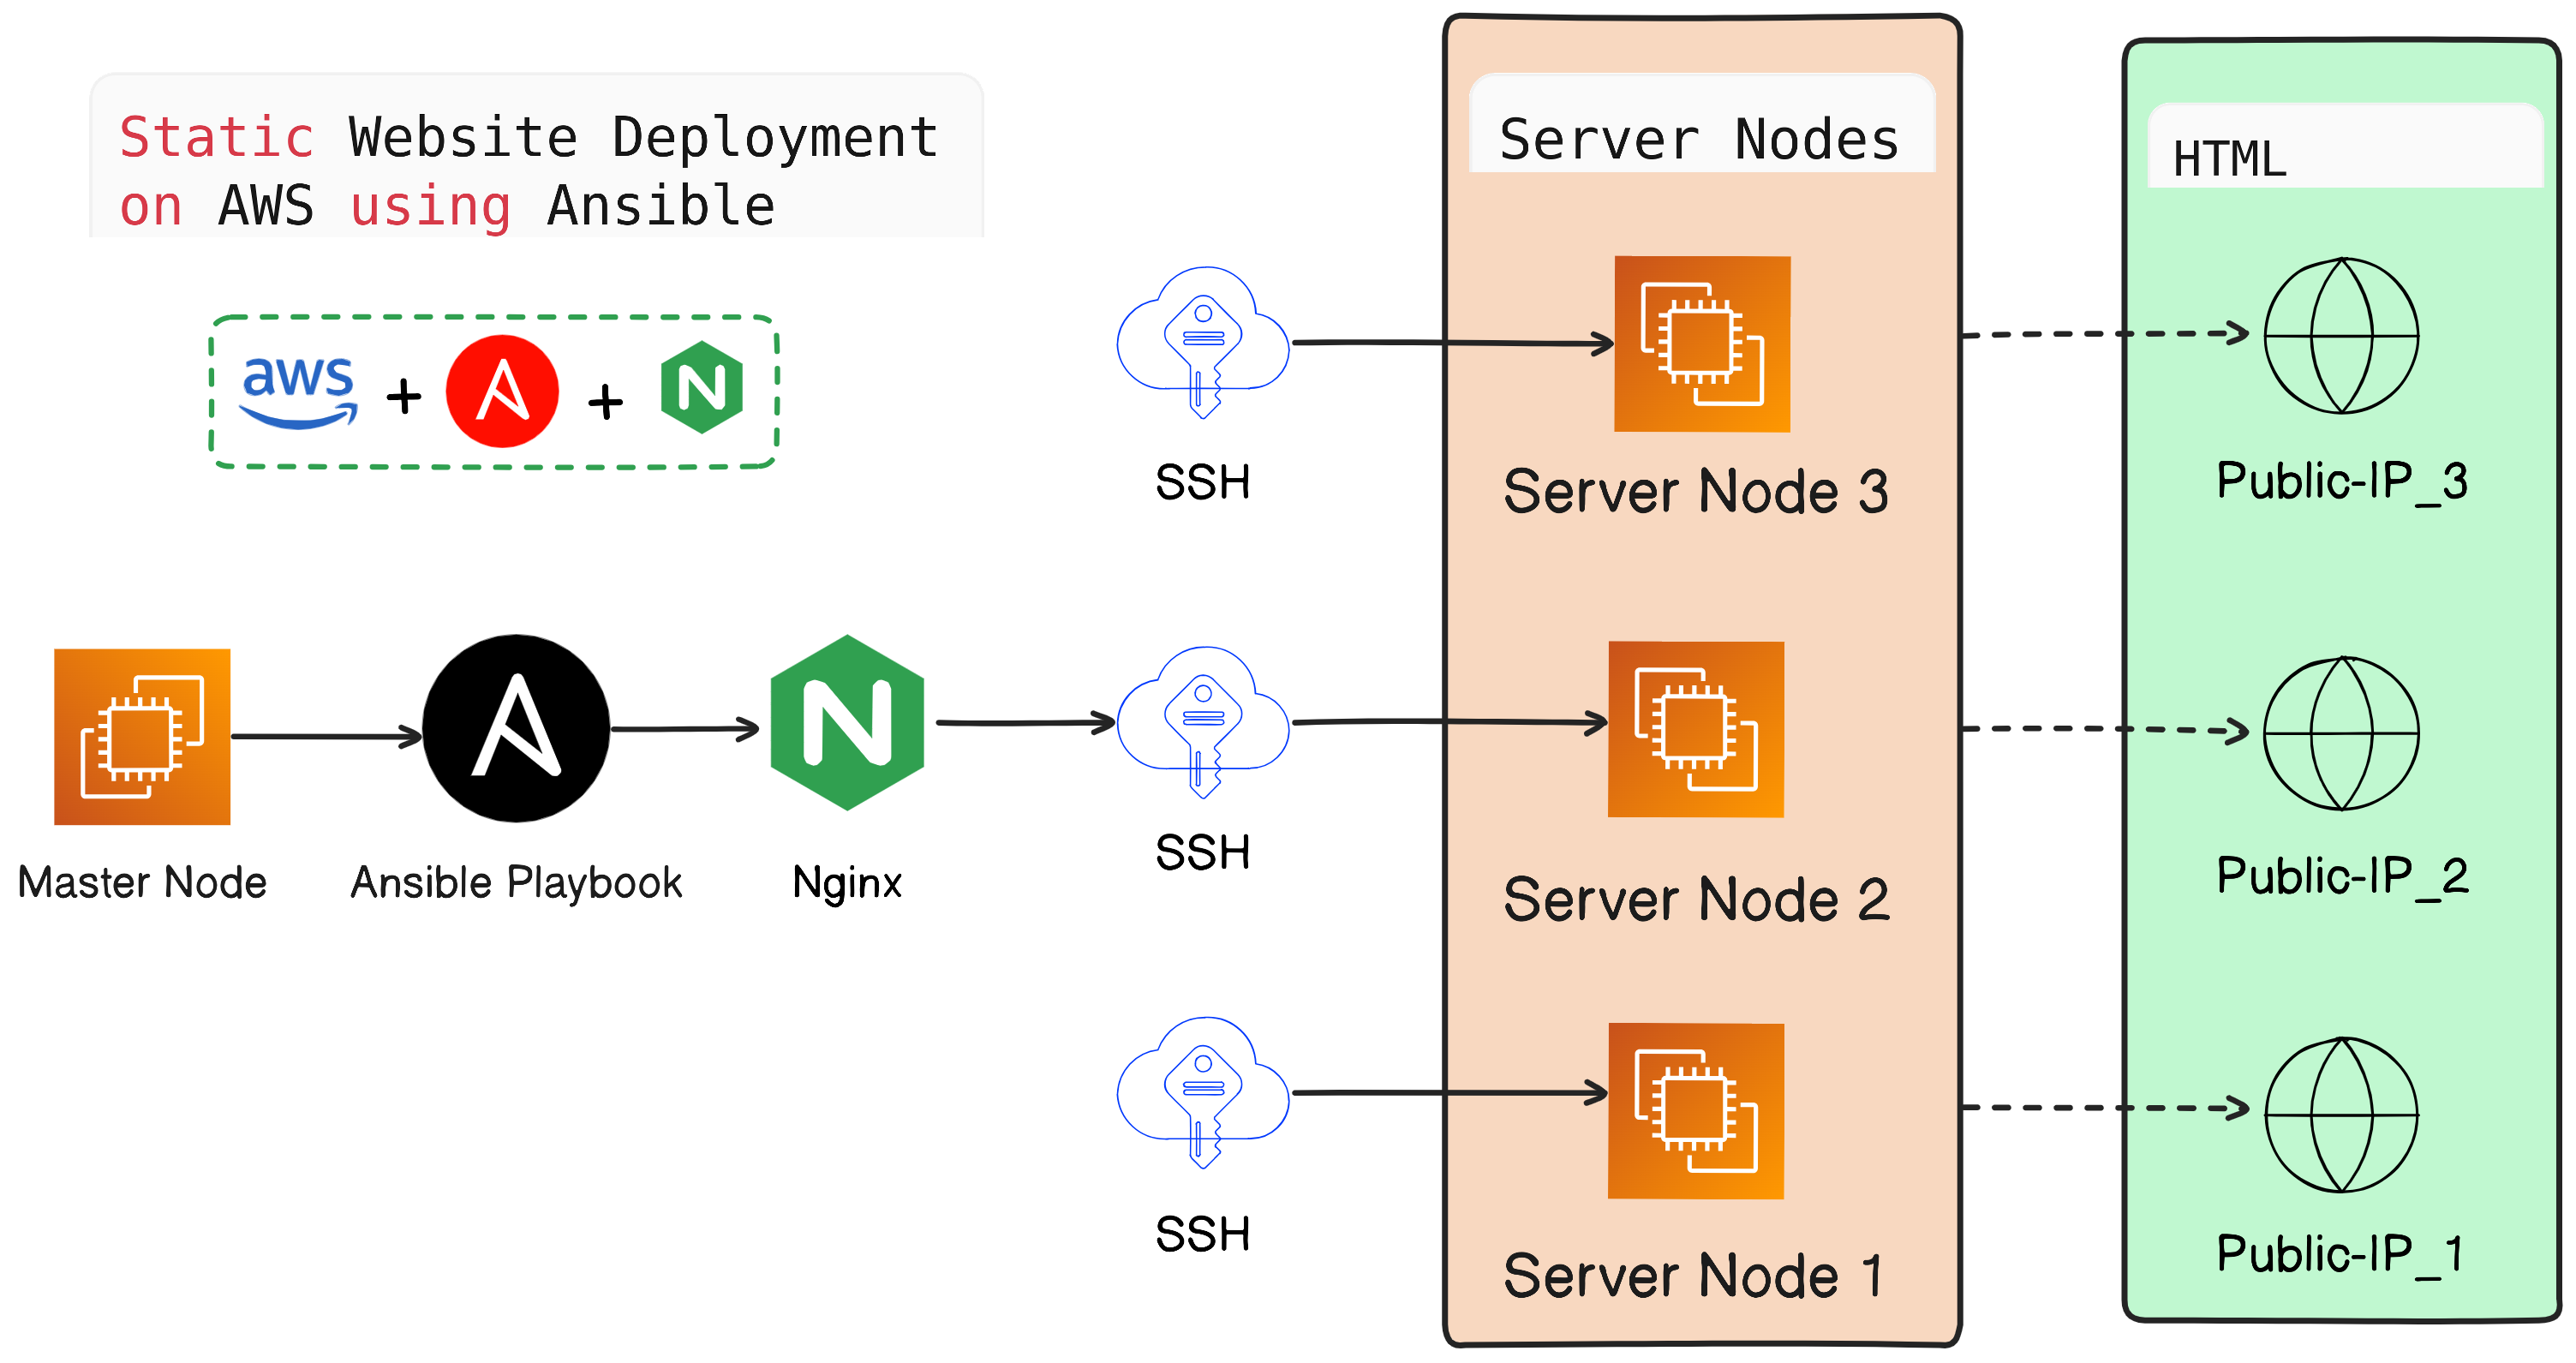 Static Website Deployment
on AWS using Ansible
aws
+
+
N
SSH
Master Node
Ansible Playbook
N
Nginx
SSH
SSH
Server Nodes
Server Node 3
Server Node 2
Server Node 1
HTML
Public-IP_3
Public-IP_2
Public-IP_1